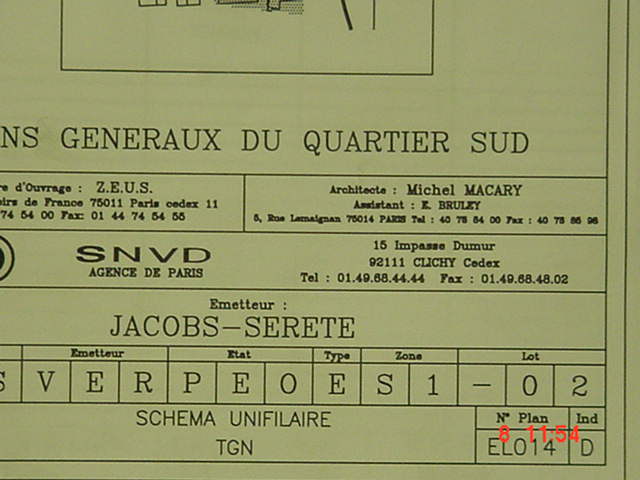 NS GENERAUX DU QUARTIER SUD
re d'Ouvrage : Z.E.U.S.
oirs de France 75011 Paris cedex 11
74 54 00 Fax: 01 44 74 54 55
Architecte : Michel MACARY
Assistant : E. BRULEY
5, Rue Lemaignan 75014 PARIS Tel : 40 78 84 00 Fax : 40 78 86 96
SNVD
AGENCE DE PARIS
15 Impasse Dumur
92111 CLICHY Cedex
Tel : 01.49.68.44.44 Fax : 01.49.68.48.02
Emetteur :
JACOBS-SERETE
Emetteur Etat Type Zone Lot
S V E R P E O E S 1 - 0 2
SCHEMA UNIFILAIRE
TGN
N° Plan Ind
EL014 D
8 11:54